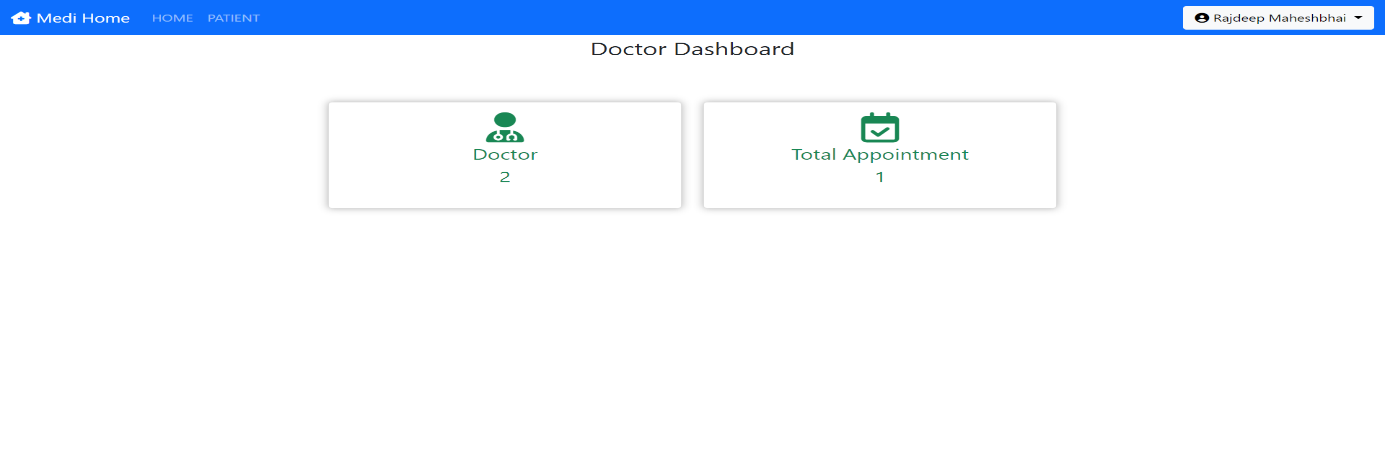 Medi Home HOME PATIENT Rajdeep Maheshbhai
Doctor Dashboard
Doctor
2
Total Appointment
1